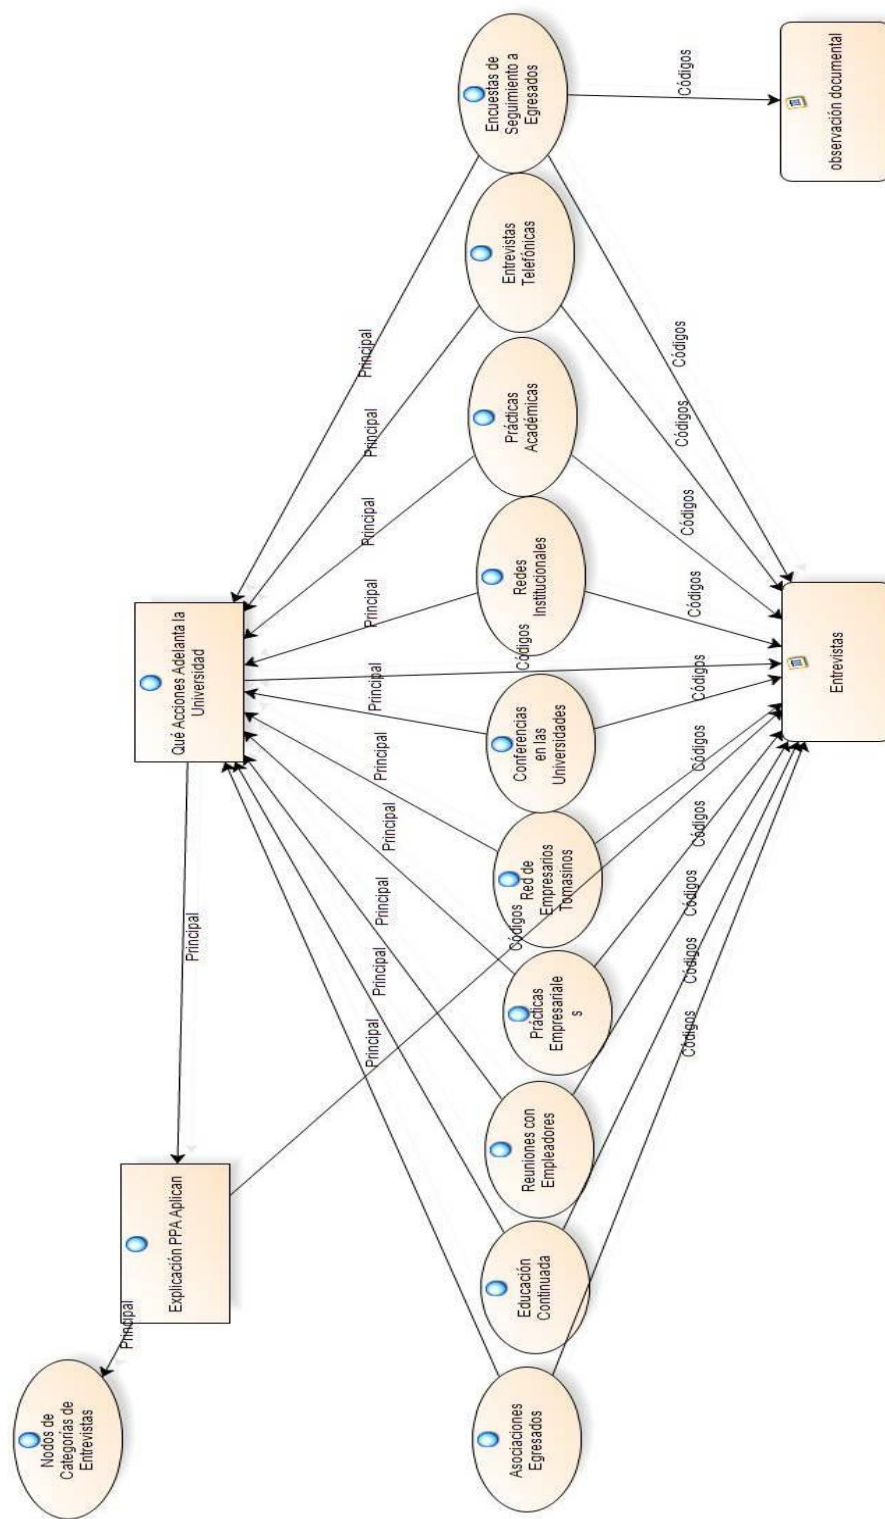 Nodos de
Categorías de
Entrevistas
Principal
Explicación PPA Aplican
Principal
Qué Acciones Adelanta la
Universidad
Principal
Principal
Principal
Principal
Principal
Principal
Principal
Principal
Principal
Principal
Asociaciones
Egresados
Educación
Continuada
Reuniones con
Empleadores
Prácticas
Empresariale
s
Red de
Empresarios
Tomasinos
Conferencias
en las
Universidades
Redes
Institucionales
Prácticas
Académicas
Entrevistas
Telefónicas
Encuestas de
Seguimiento a
Egresados
Códigos
Códigos
Códigos
Códigos
Códigos
Códigos
Códigos
Códigos
Códigos
Códigos
Códigos
Códigos
Códigos
Entrevistas
observación documental